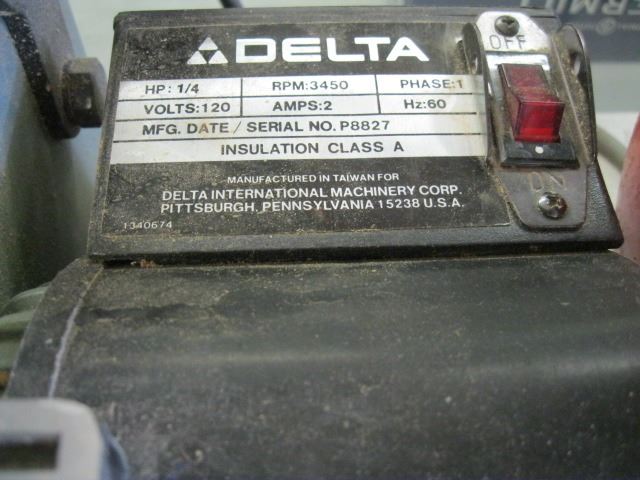 DELTA
OFF
HP: 1/4 RPM:3450 PHASE:1
VOLTS:120 AMPS:2 Hz:60
MFG. DATE / SERIAL NO. P8827
INSULATION CLASS A
MANUFACTURED IN TAIWAN FOR
DELTA INTERNATIONAL MACHINERY CORP.
PITTSBURGH, PENNSYLVANIA 15238 U.S.A.
ON
1340674